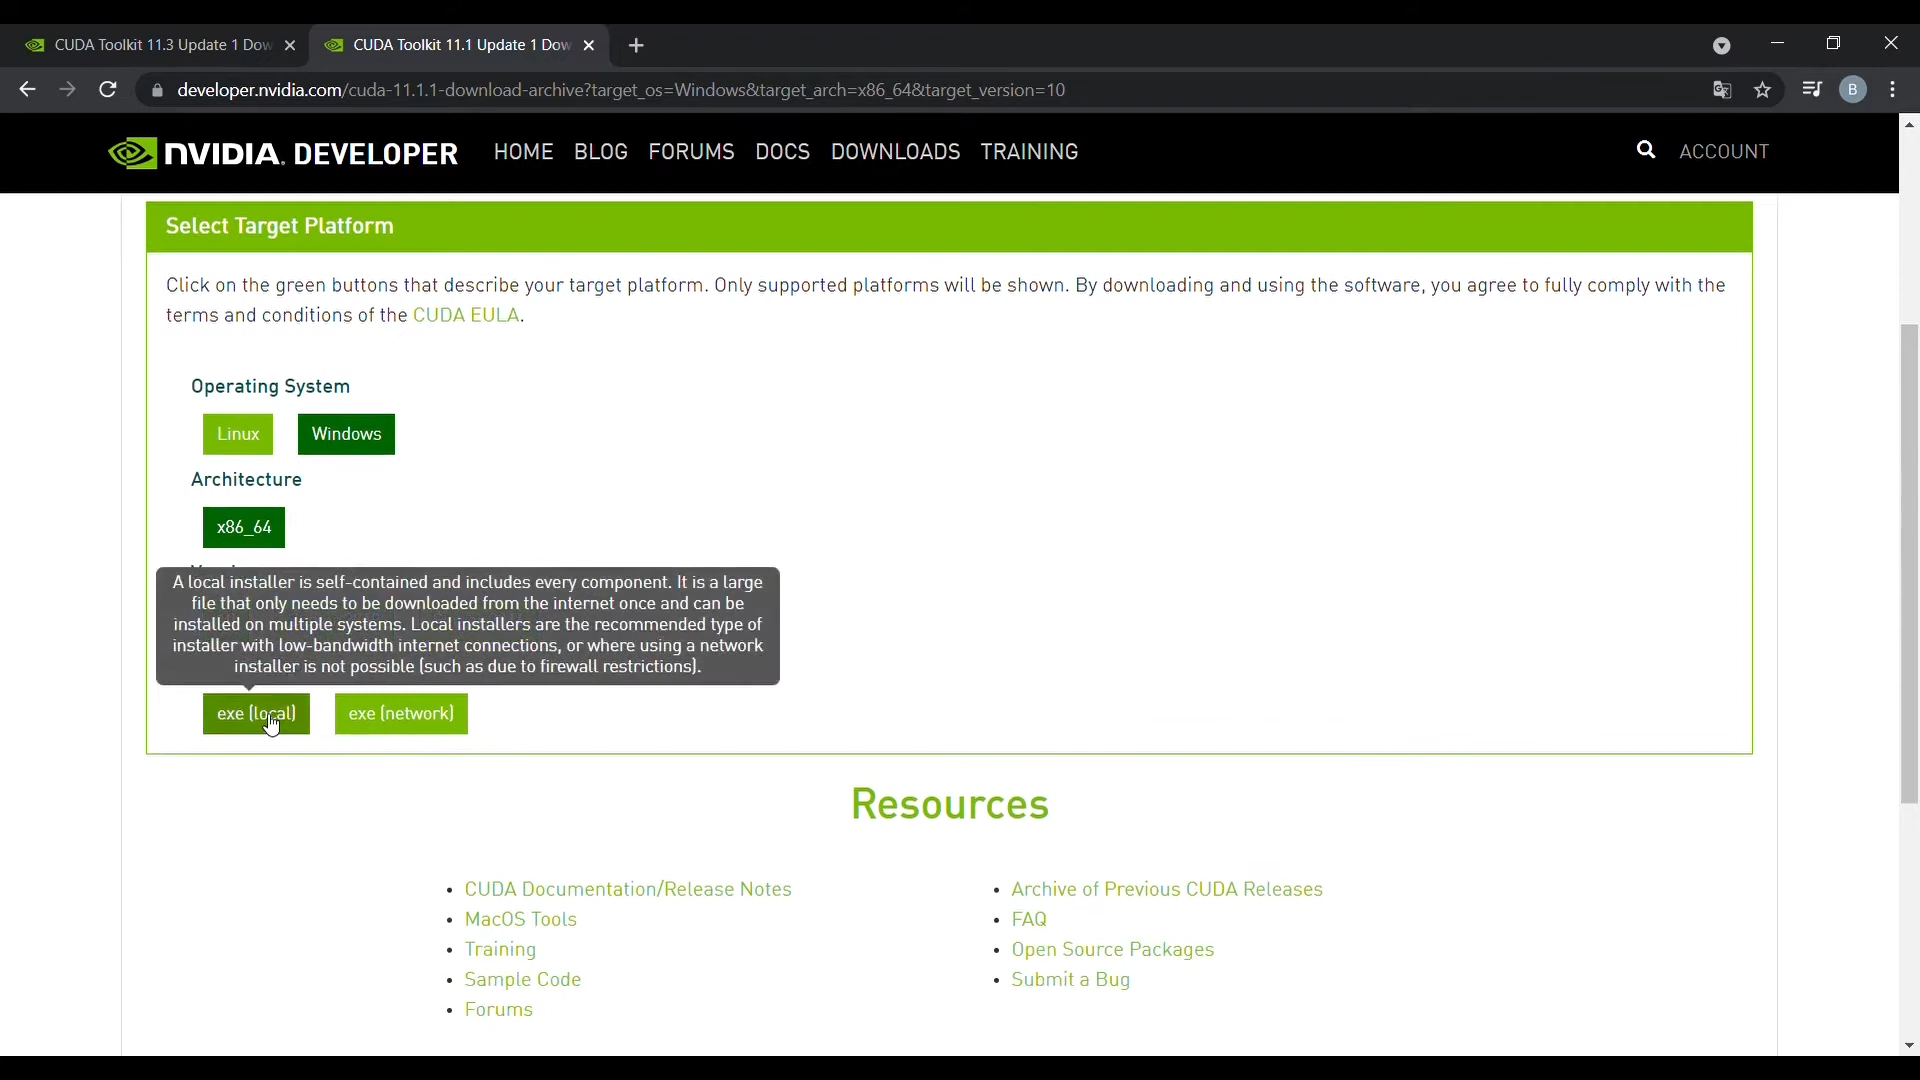 CUDA Toolkit 11.3 Update 1 Dow
CUDA Toolkit 11.1 Update 1 Dow
developer.nvidia.com/cuda-11.1.1-download-archive?target_os=Windows&target_arch=x86_64&target_version=10
B
NVIDIA. DEVELOPER HOME BLOG FORUMS DOCS DOWNLOADS TRAINING ACCOUNT
Select Target Platform
Click on the green buttons that describe your target platform. Only supported platforms will be shown. By downloading and using the software, you agree to fully comply with the
terms and conditions of the CUDA EULA.
Operating System
Linux Windows
Architecture
x86_64
A local installer is self-contained and includes every component. It is a large
file that only needs to be downloaded from the internet once and can be
installed on multiple systems. Local installers are the recommended type of
installer with low-bandwidth internet connections, or where using a network
installer is not possible (such as due to firewall restrictions).
exe (local) exe (network)
Resources
• CUDA Documentation/Release Notes
• MacOS Tools
• Training
• Sample Code
• Forums
• Archive of Previous CUDA Releases
• FAQ
• Open Source Packages
• Submit a Bug